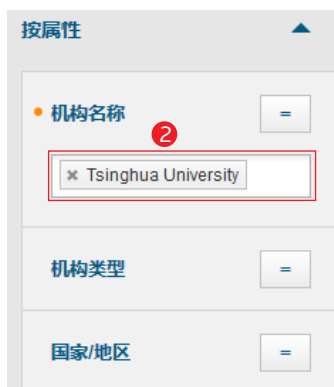 按属性
机构名称 =
2
× Tsinghua University
机构类型 =
国家/地区 =